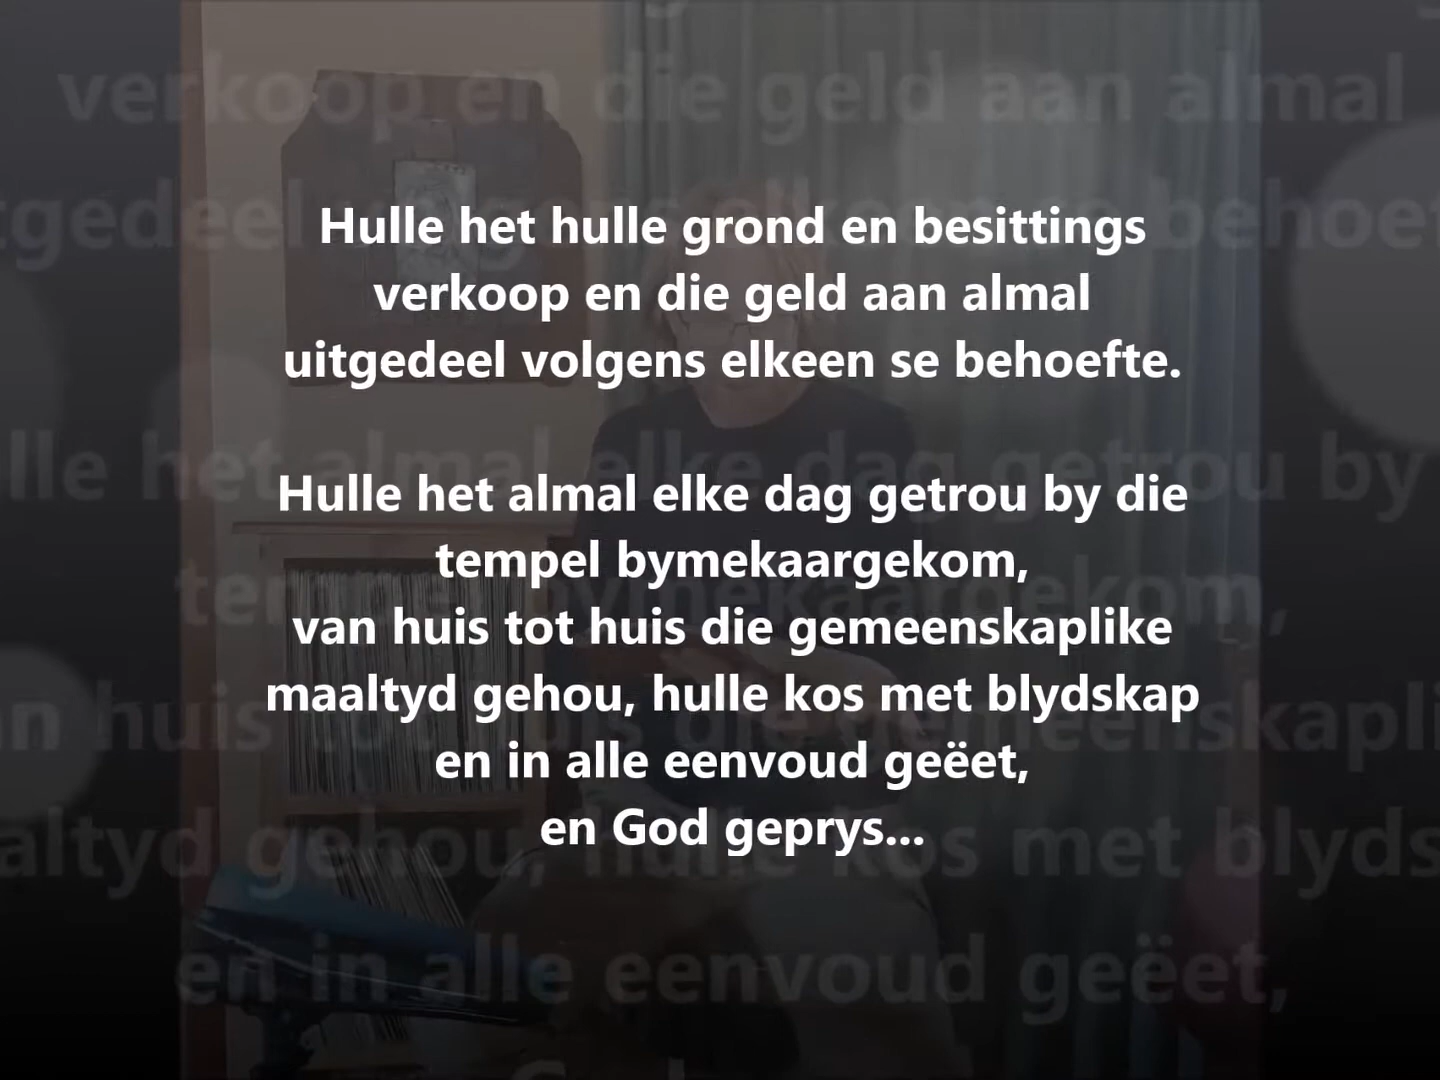 Hulle het hulle grond en besittings
verkoop en die geld aan almal
uitgedeel volgens elkeen se behoefte.
Hulle het almal elke dag getrou by die
tempel bymekaargekom,
van huis tot huis die gemeenskaplike
maaltyd gehou, hulle kos met blydskap
en in alle eenvoud geëet,
en God geprys...